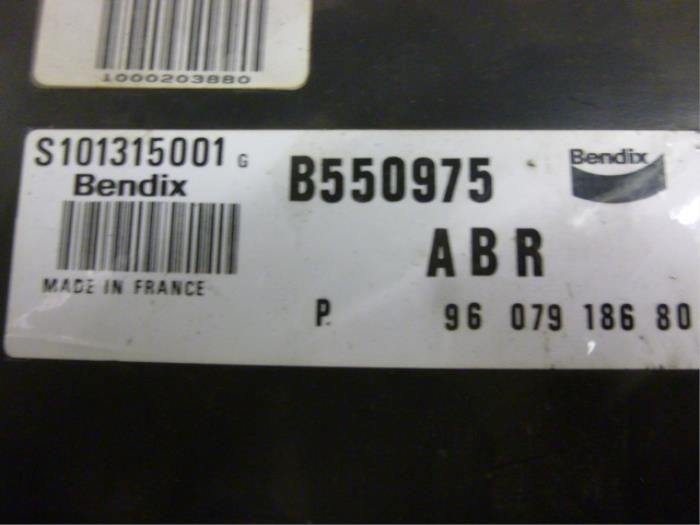 1000203880
S101315001 G
Bendix
B550975
Bendix
ABR
MADE IN FRANCE
P. 96 079 186 80